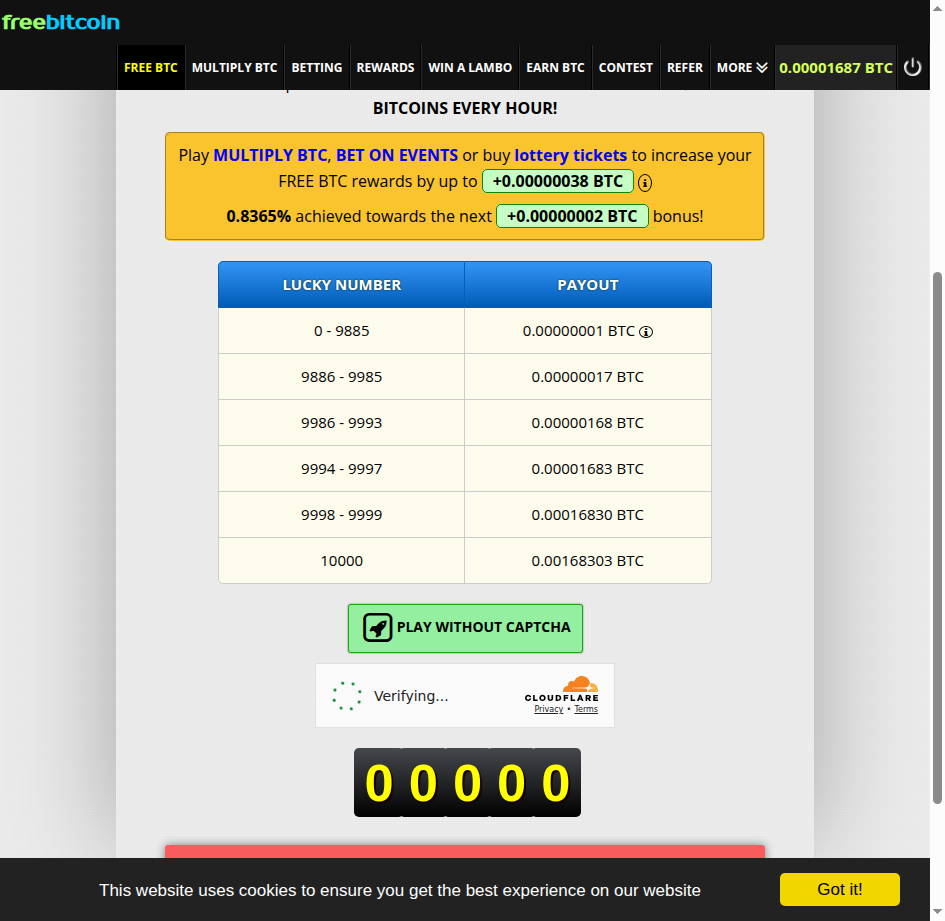 freebitcoin
FREE BTC MULTIPLY BTC BETTING REWARDS WIN A LAMBO EARN BTC CONTEST REFER MORE 0.00001687 BTC
BITCOINS EVERY HOUR!
Play MULTIPLY BTC, BET ON EVENTS or buy lottery tickets to increase your
FREE BTC rewards by up to +0.00000038 BTC
0.8365% achieved towards the next +0.00000002 BTC bonus!
LUCKY NUMBER PAYOUT
0 - 9885 0.00000001 BTC
9886 - 9985 0.00000017 BTC
9986 - 9993 0.00000168 BTC
9994 - 9997 0.00001683 BTC
9998 - 9999 0.00016830 BTC
10000 0.00168303 BTC
PLAY WITHOUT CAPTCHA
Verifying...
CLOUDFLARE
Privacy • Terms
0 0 0 0 0
This website uses cookies to ensure you get the best experience on our website Got it!